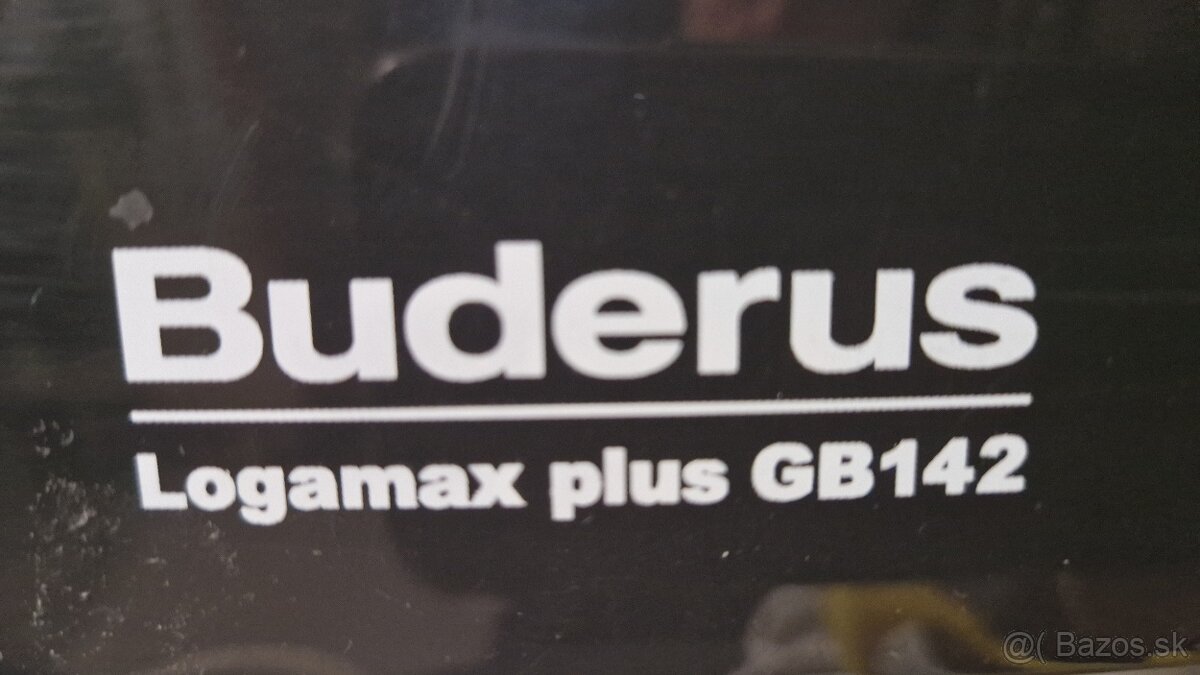 Buderus
Logamax plus GB142
@( Bazos.sk